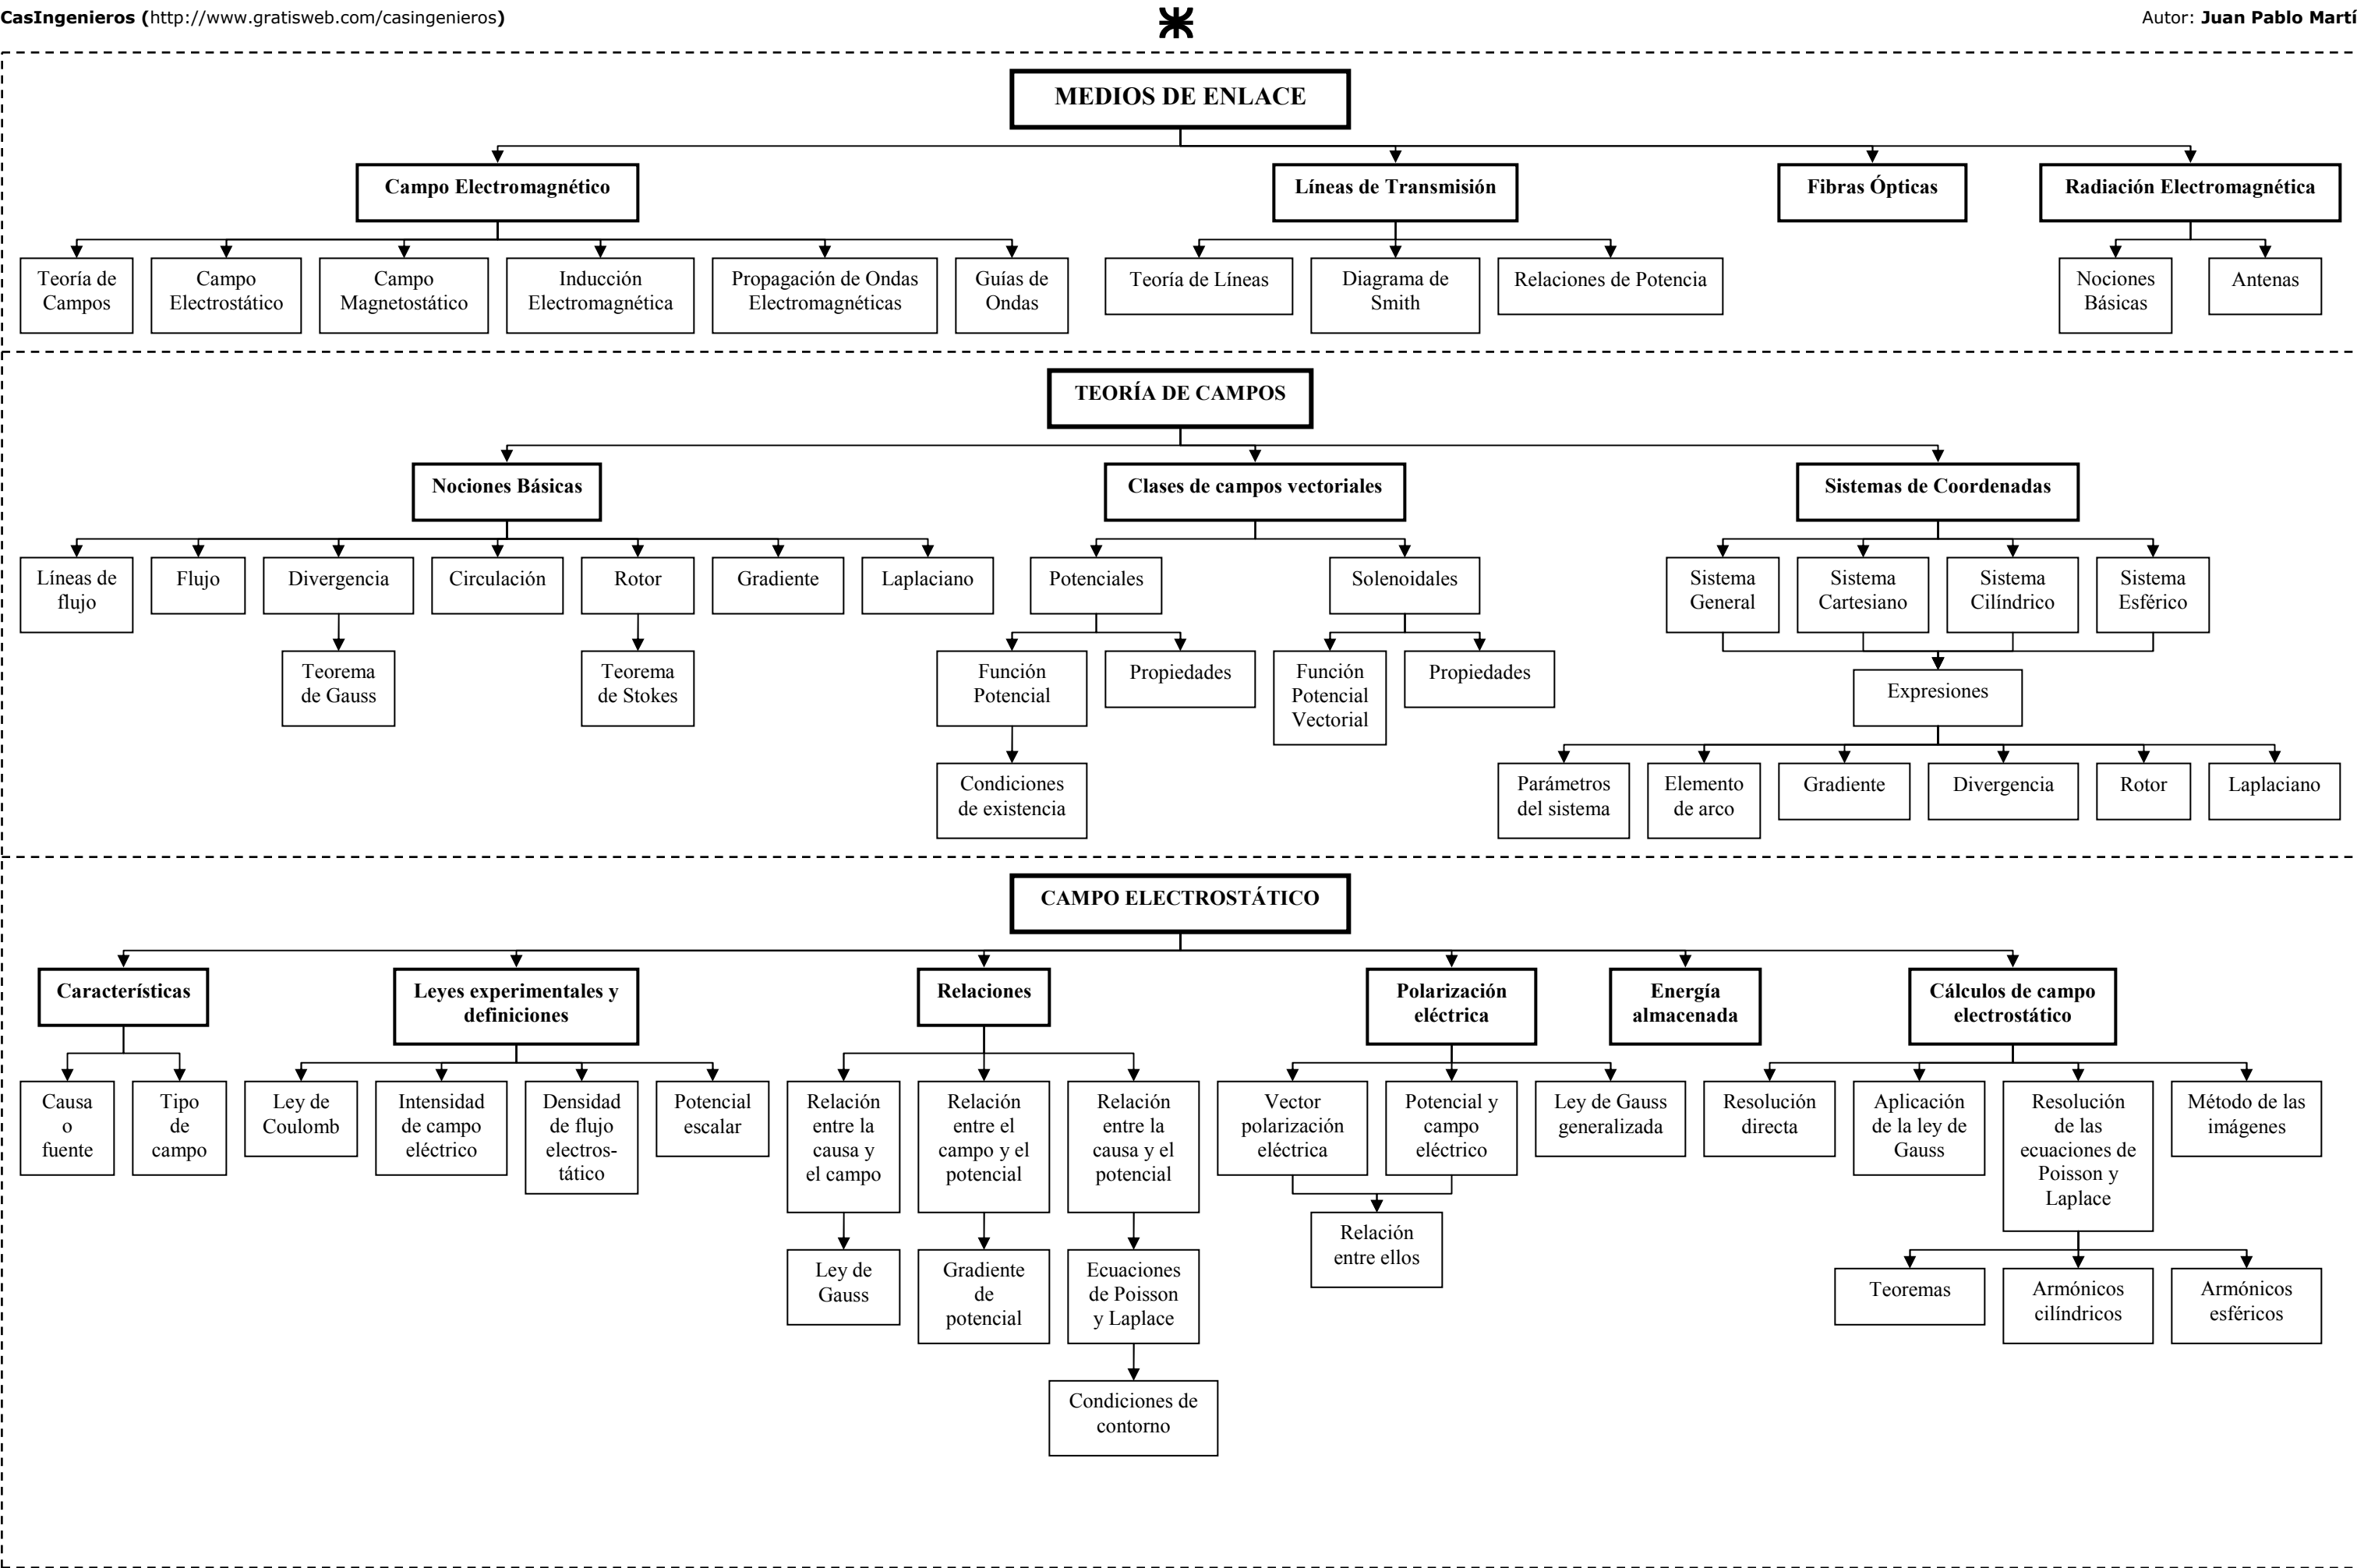 CasIngenieros (http://www.gratisweb.com/casingenieros)
Autor: Juan Pablo Martí
MEDIOS DE ENLACE
Campo Electromagnético
Líneas de Transmisión
Fibras Ópticas
Radiación Electromagnética
Teoría de
Campos
Campo
Electrostático
Campo
Magnetostático
Inducción
Electromagnética
Propagación de Ondas
Electromagnéticas
Guías de
Ondas
Teoría de Líneas
Diagrama de
Smith
Relaciones de Potencia
Nociones
Básicas
Antenas
TEORÍA DE CAMPOS
Nociones Básicas
Clases de campos vectoriales
Sistemas de Coordenadas
Líneas de
flujo
Flujo
Divergencia
Circulación
Rotor
Gradiente
Laplaciano
Potenciales
Solenoidales
Sistema
General
Sistema
Cartesiano
Sistema
Cilíndrico
Sistema
Esférico
Teorema
de Gauss
Teorema
de Stokes
Función
Potencial
Propiedades
Función
Potencial
Vectorial
Propiedades
Expresiones
Condiciones
de existencia
Parámetros
del sistema
Elemento
de arco
Gradiente
Divergencia
Rotor
Laplaciano
CAMPO ELECTROSTÁTICO
Características
Leyes experimentales y
definiciones
Relaciones
Polarización
eléctrica
Energía
almacenada
Cálculos de campo
electrostático
Causa
o
fuente
Tipo
de
campo
Ley de
Coulomb
Intensidad
de campo
eléctrico
Densidad
de flujo
electros-
tático
Potencial
escalar
Relación
entre la
causa y
el campo
Relación
entre el
campo y el
potencial
Relación
entre la
causa y el
potencial
Vector
polarización
eléctrica
Potencial y
campo
eléctrico
Ley de Gauss
generalizada
Resolución
directa
Aplicación
de la ley de
Gauss
Resolución
de las
ecuaciones de
Poisson y
Laplace
Método de las
imágenes
Relación
entre ellos
Ley de
Gauss
Gradiente
de
potencial
Ecuaciones
de Poisson
y Laplace
Teoremas
Armónicos
cilíndricos
Armónicos
esféricos
Condiciones de
contorno